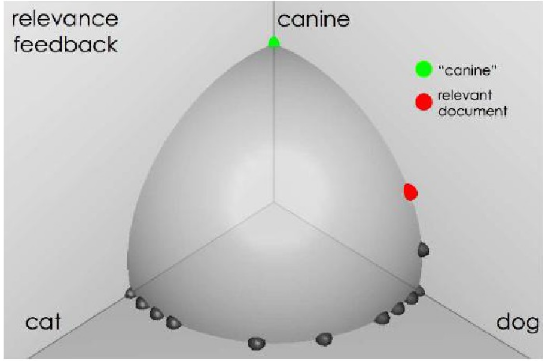 relevance
feedback
canine
"canine"
relevant
document
cat
dog